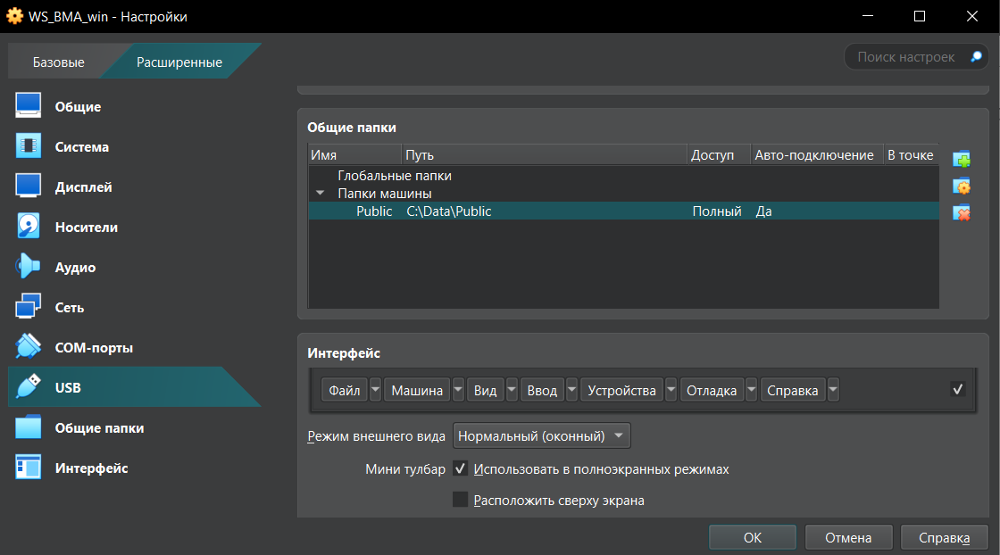 WS_BMA_win - Настройки
Базовые Расширенные Поиск настроек
Общие
Система
Дисплей
Носители
Аудио
Сеть
COM-порты
USB
Общие папки
Интерфейс
Общие папки
Имя Путь Доступ Авто-подключение В точке
Глобальные папки
Папки машины
Public C:\Data\Public Полный Да
Интерфейс
Файл Машина Вид Ввод Устройства Отладка Справка
Режим внешнего вида Нормальный (оконный)
Мини тулбар Использовать в полноэкранных режимах
Расположить сверху экрана
OK Отмена Справка